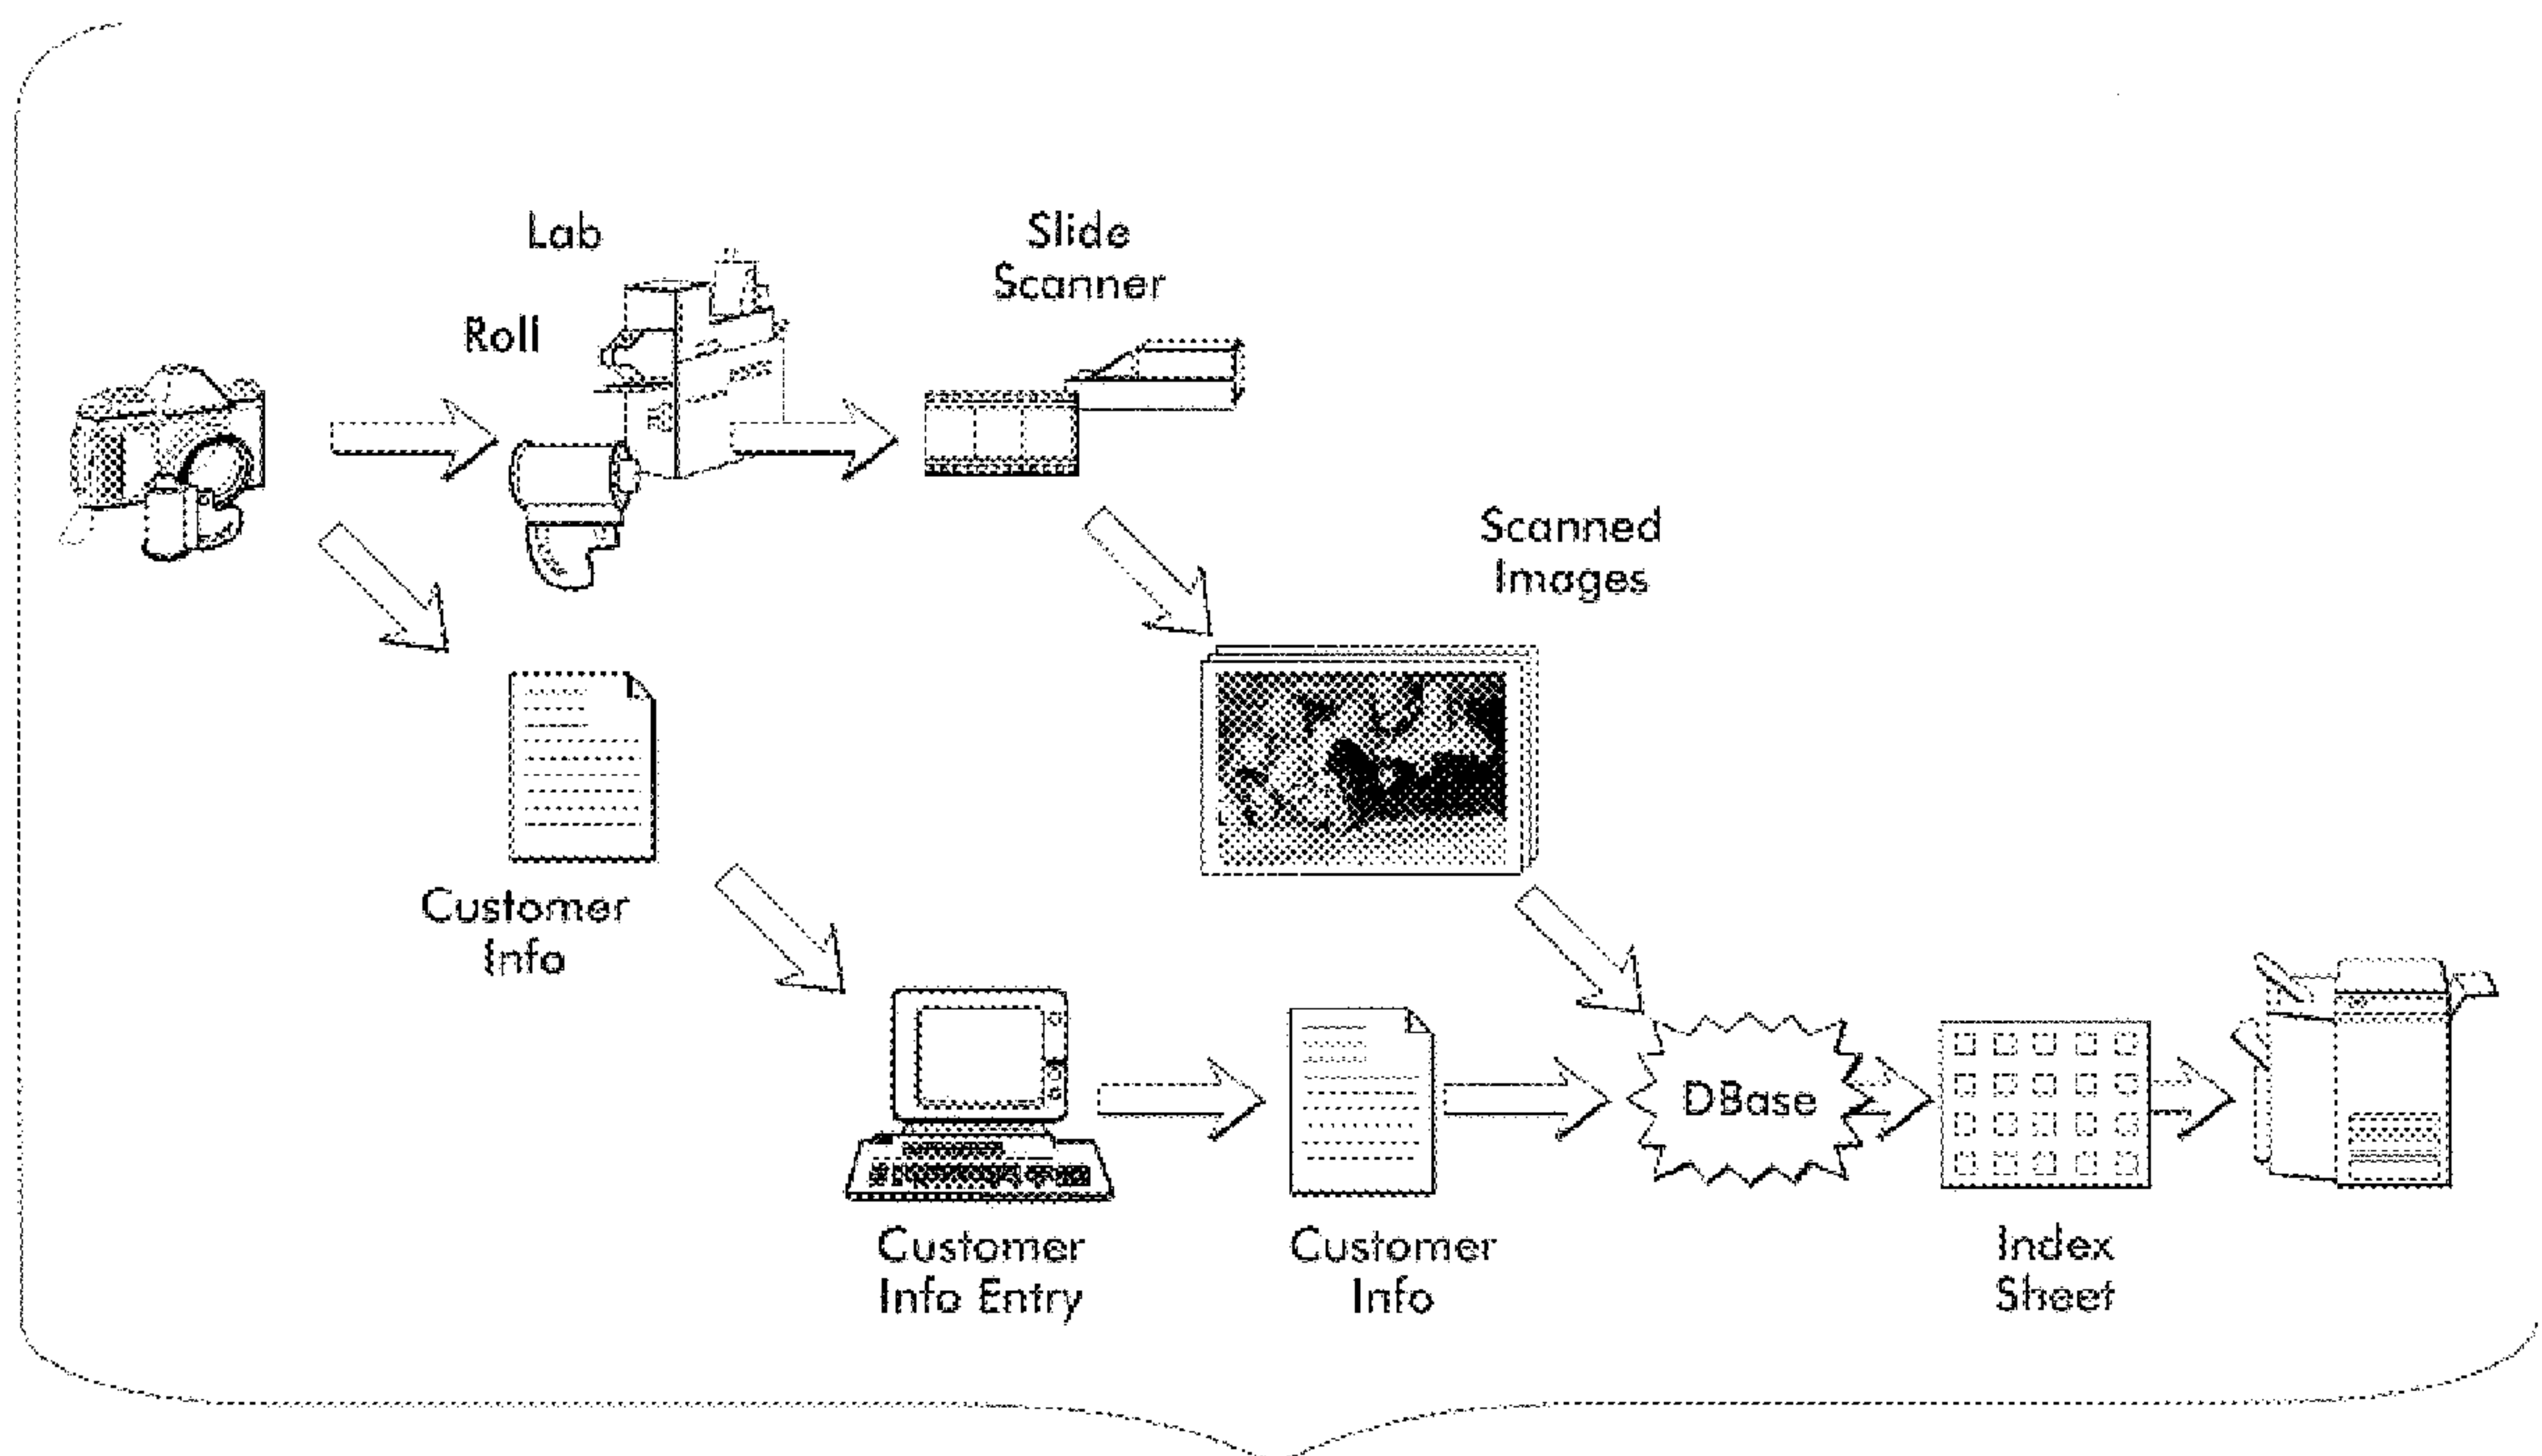 Lab
Slide
Scanner
Roll
Scanned
Images
Customer
Info
DBase
Customer
Info Entry
Customer
Info
Index
Sheet